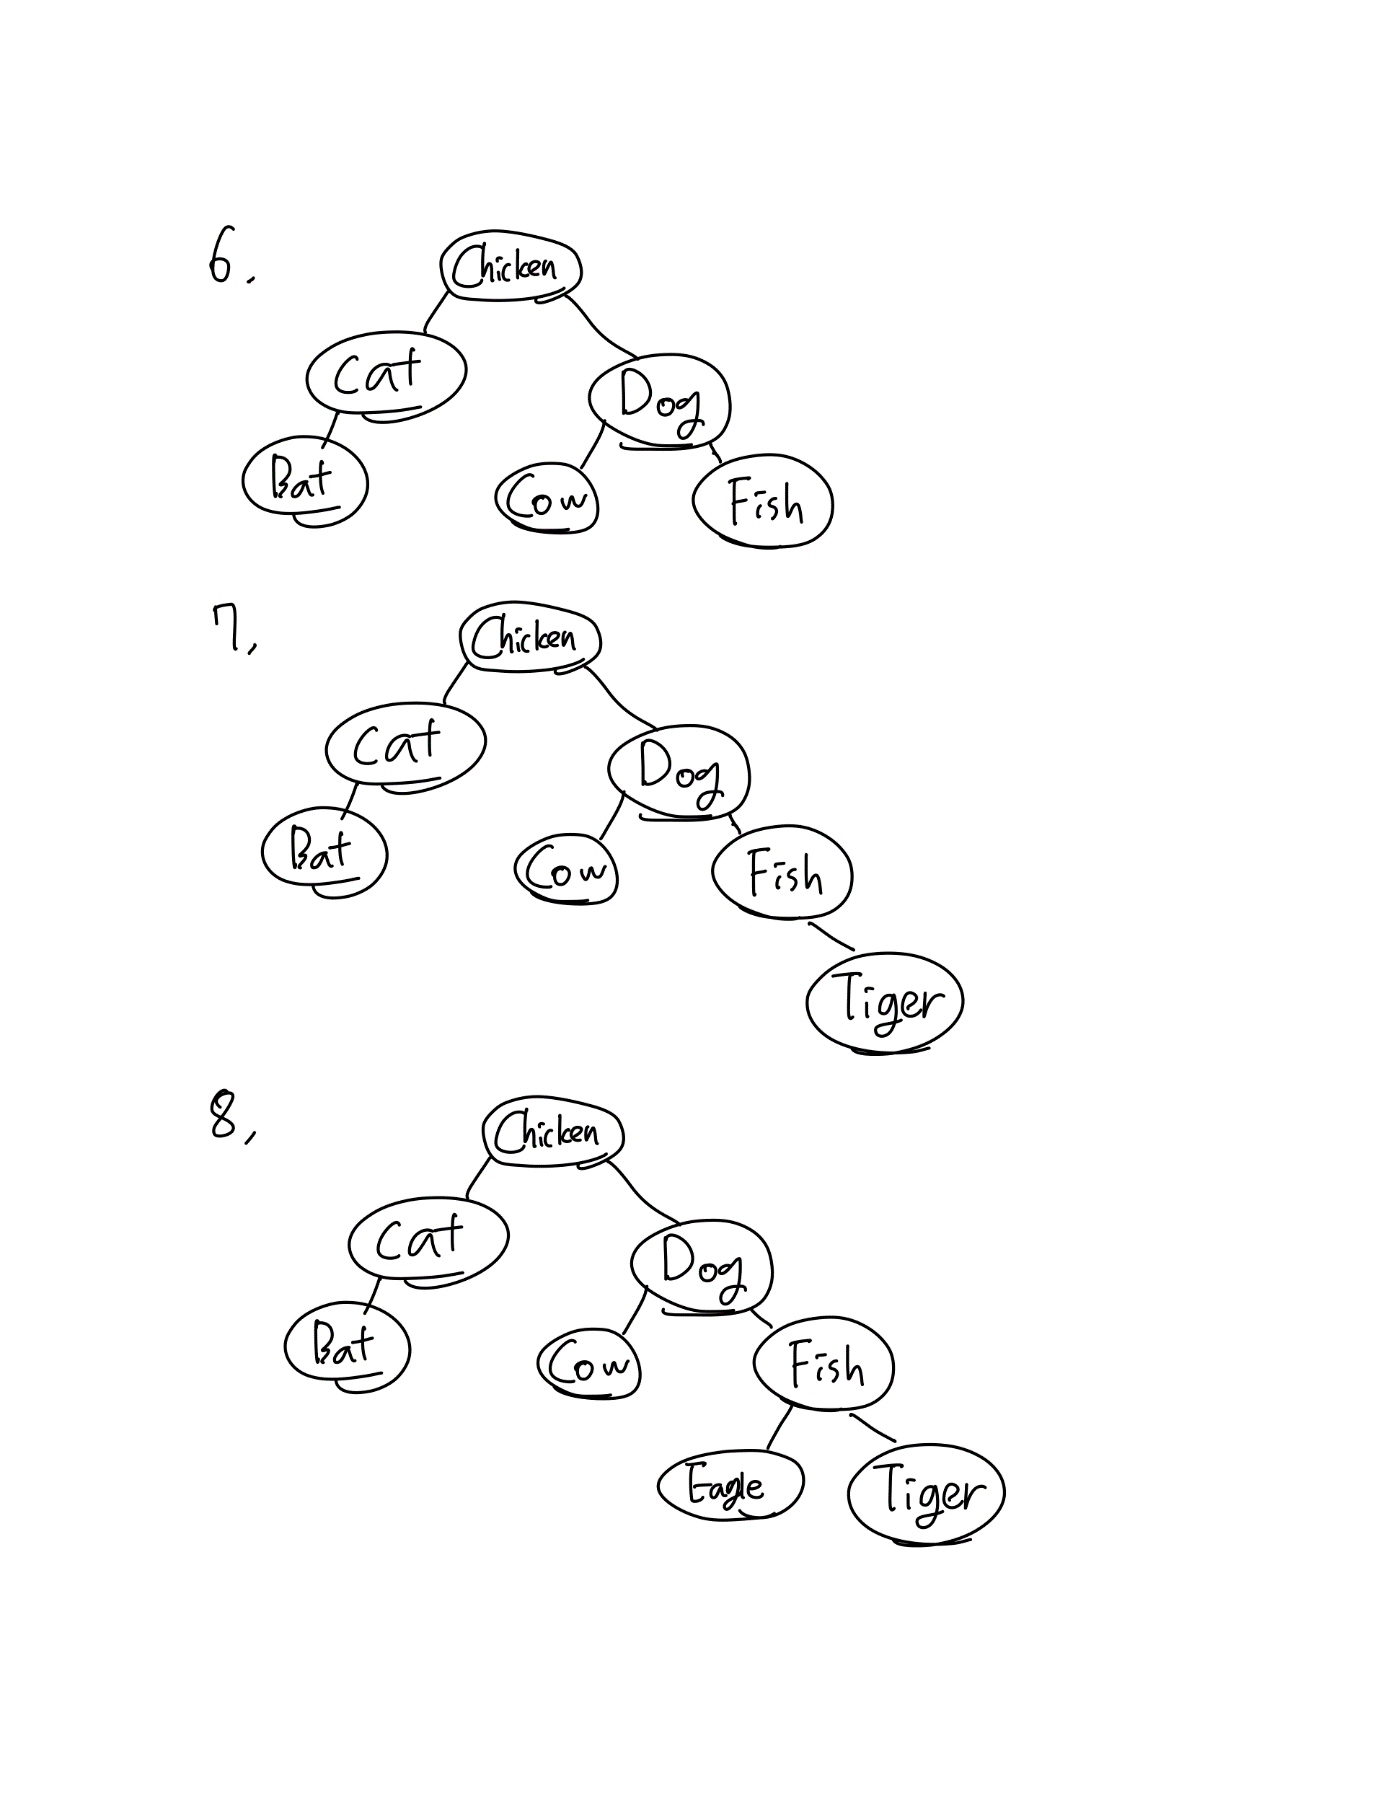 6.
Chicken
Cat
Dog
Bat
Cow
Fish
7.
Chicken
Cat
Dog
Bat
Cow
Fish
Tiger
8.
Chicken
Cat
Dog
Bat
Cow
Fish
Eagle
Tiger